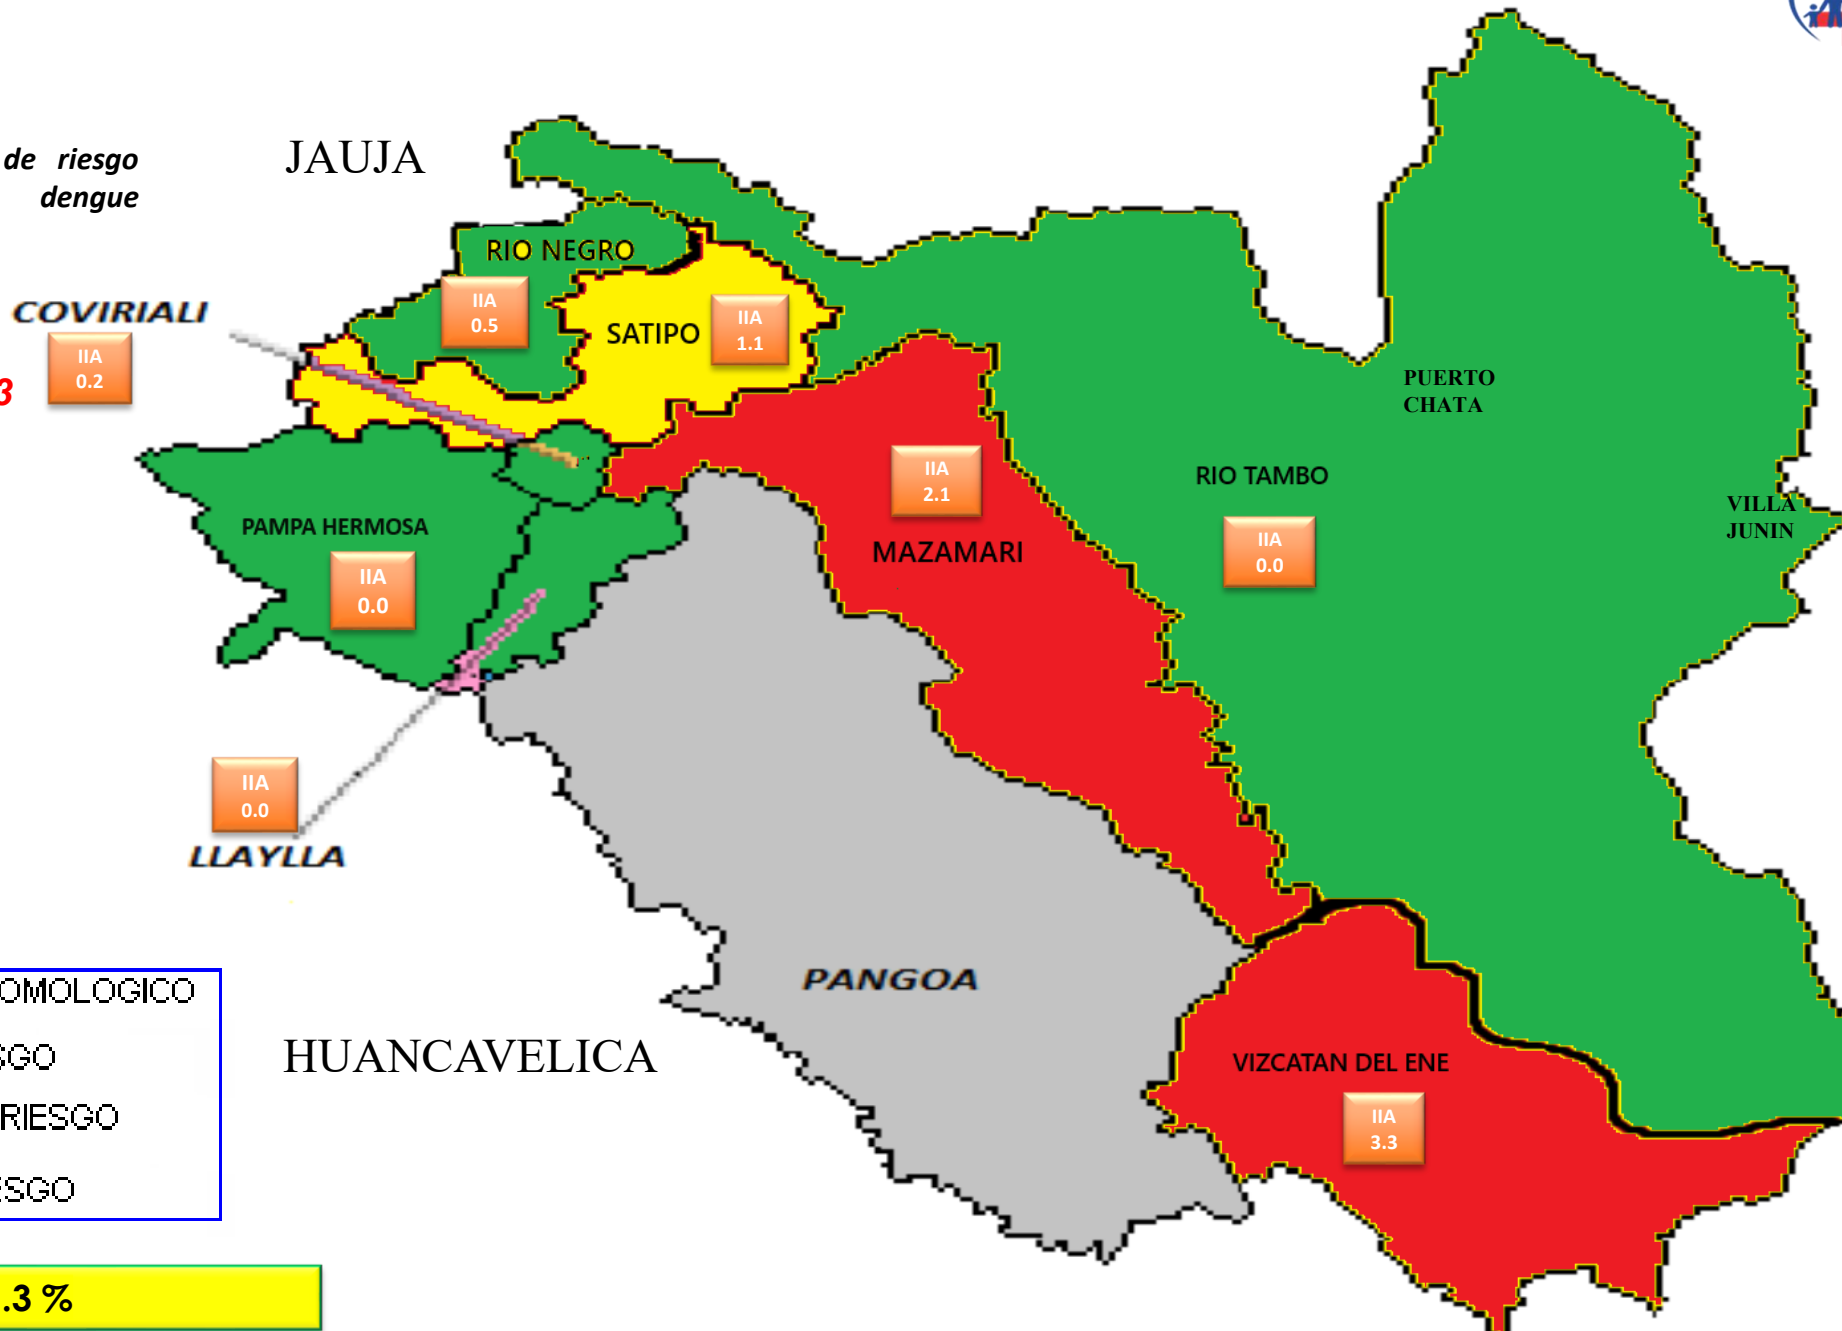 de riesgo
dengue
JAUJA
RIO NEGRO
IIA
0.5
COVIRIALI
IIA
0.2
3
SATIPO
IIA
1.1
PUERTO
CHATA
IIA
2.1
MAZAMARI
RIO TAMBO
IIA
0.0
VILLA
JUNIN
PAMPA HERMOSA
IIA
0.0
IIA
0.0
LLAYLLA
PANGOA
OMOLOGICO
SGO
RIESGO
ESGO
HUANCAVELICA
VIZCATAN DEL ENE
IIA
3.3
.3 %